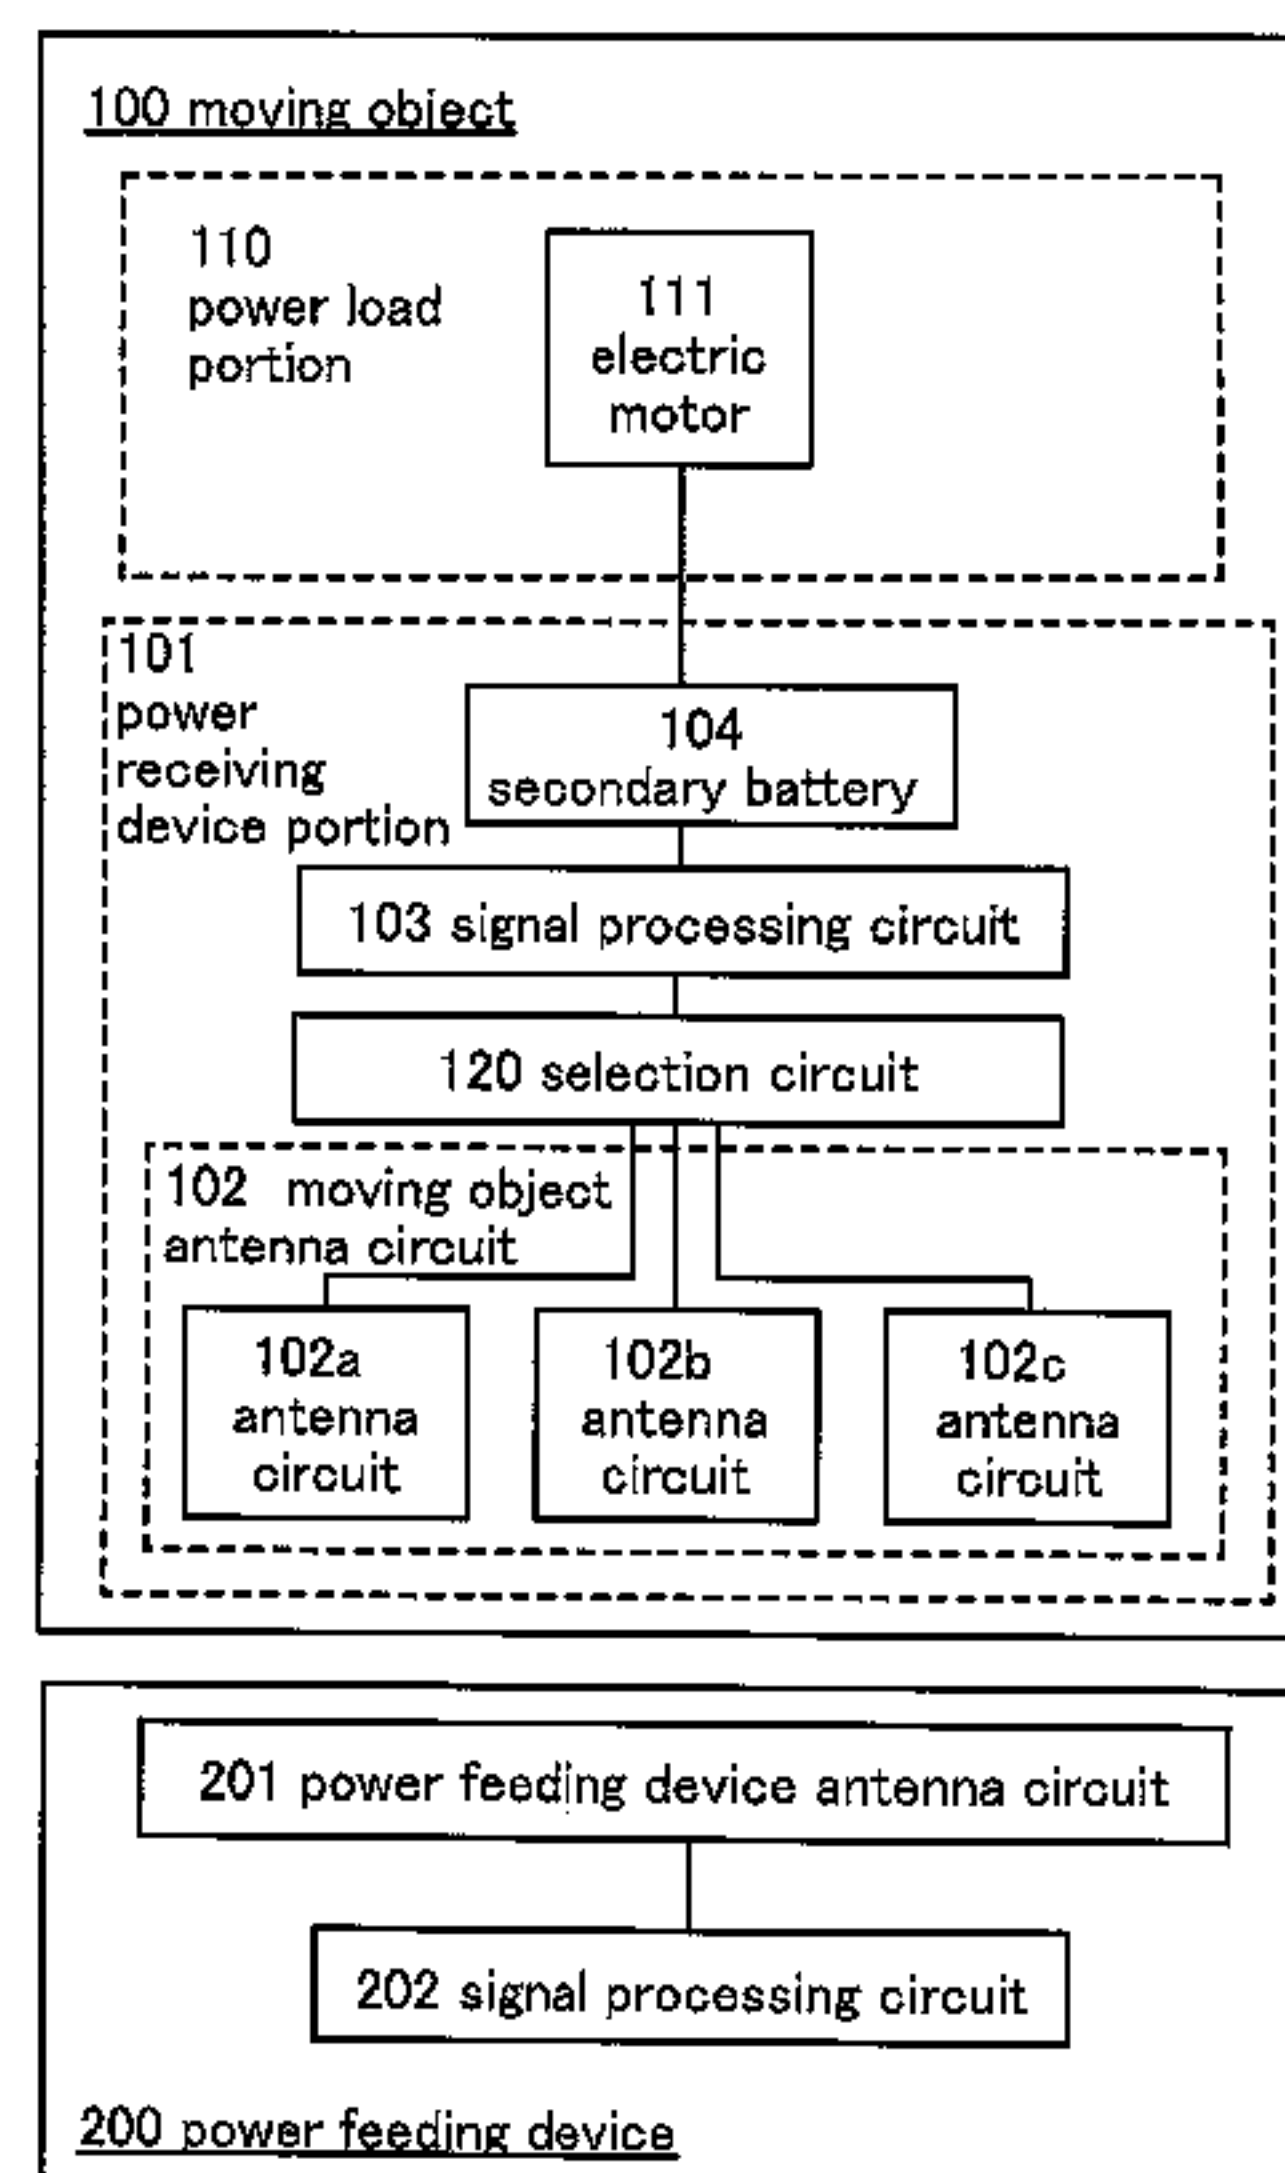 100 moving object
110
power load
portion
111
electric
motor
101
power
receiving
device portion
104
secondary battery
103 signal processing circuit
120 selection circuit
102 moving object
antenna circuit
102a
antenna
circuit
102b
antenna
circuit
102c
antenna
circuit
201 power feeding device antenna circuit
202 signal processing circuit
200 power feeding device